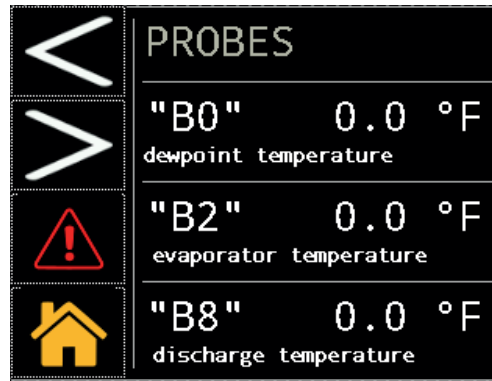 PROBES
"B0" 0.0 °F
dewpoint temperature
"B2" 0.0 °F
evaporator temperature
"B8" 0.0 °F
discharge temperature